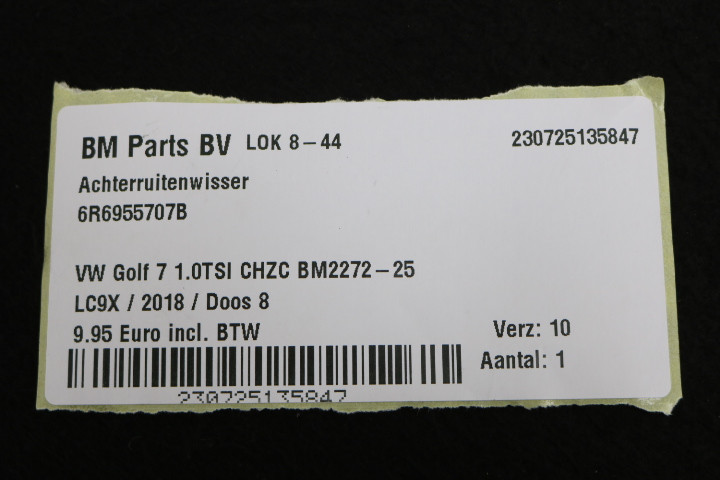 BM Parts BV LOK 8-44 230725135847
Achterruitenwisser
6R6955707B
VW Golf 7 1.0TSI CHZC BM2272-25
LC9X / 2018 / Doos 8
9.95 Euro incl. BTW Verz: 10
Aantal: 1
230725135847